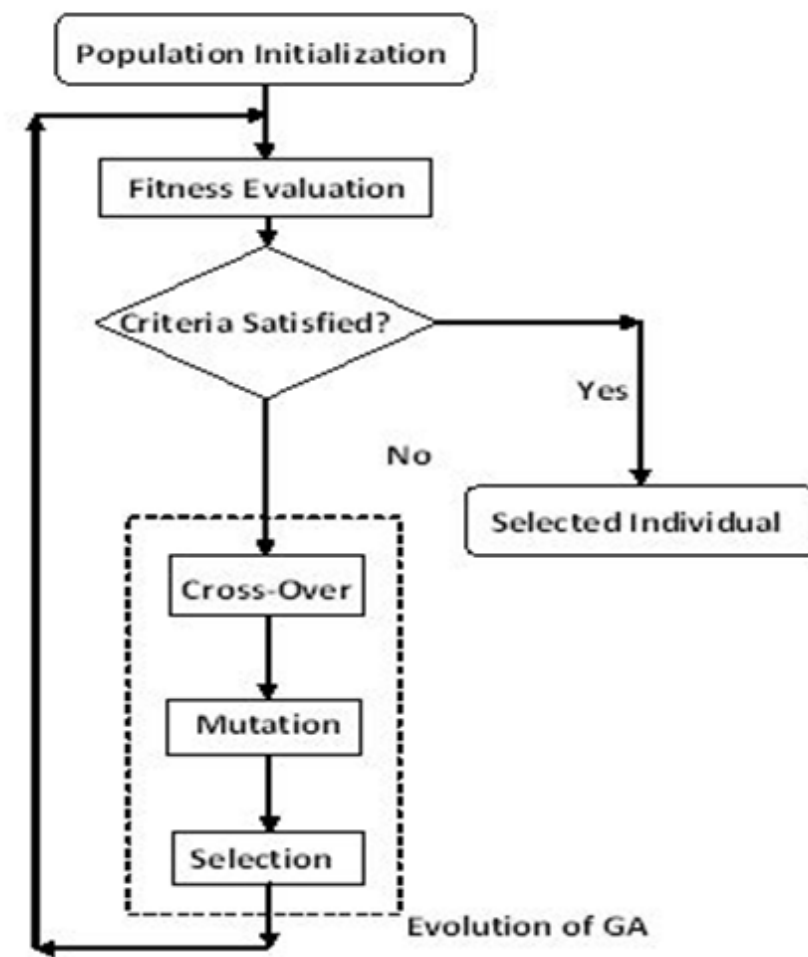 Population Initialization
Fitness Evaluation
Criteria Satisfied?
Yes
No
Selected Individual
Cross-Over
Mutation
Selection
Evolution of GA